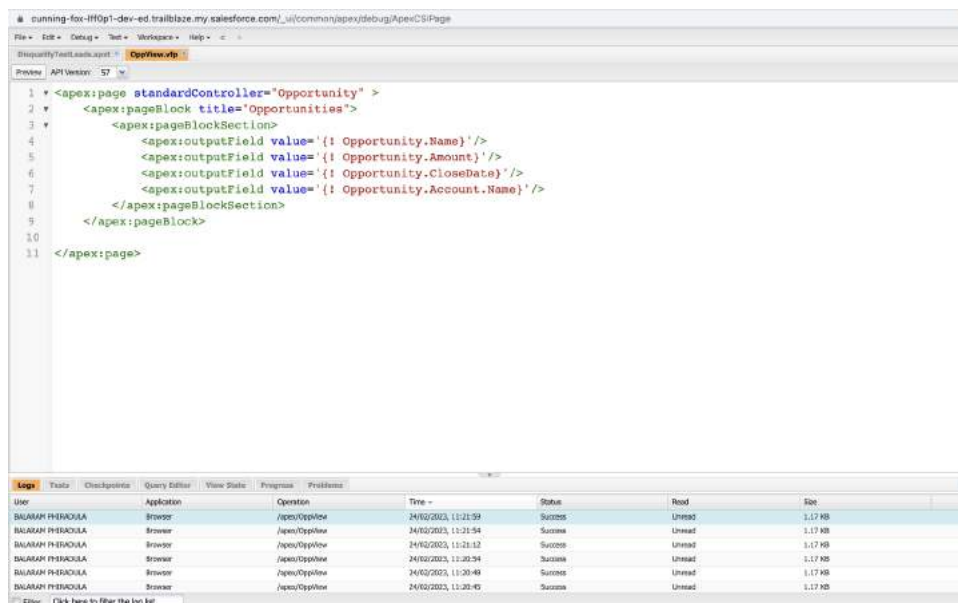 cunning-fox-lff0p1-dev-ed.trailblaze.my.salesforce.com/_ui/common/apex/debug/ApexCSIPage
File Edit Debug Test Workspace Help < >
DisqualifyTestLeads.apxt OppView.vfp
Preview API Version: 57
1 <apex:page standardController="Opportunity" >
2 <apex:pageBlock title="Opportunities">
3 <apex:pageBlockSection>
4 <apex:outputField value='{! Opportunity.Name}'/>
5 <apex:outputField value='{! Opportunity.Amount}'/>
6 <apex:outputField value='{! Opportunity.CloseDate}'/>
7 <apex:outputField value='{! Opportunity.Account.Name}'/>
8 </apex:pageBlockSection>
9 </apex:pageBlock>
10
11 </apex:page>
Logs Tests Checkpoints Query Editor View State Progress Problems
User Application Operation Time Status Read Size
BALARAM Browser /apex/OppView 24/02/2023, 11:21:59 Success Unread 1.17 KB
BALARAM Browser /apex/OppView 24/02/2023, 11:21:54 Success Unread 1.17 KB
BALARAM Browser /apex/OppView 24/02/2023, 11:21:12 Success Unread 1.17 KB
BALARAM Browser /apex/OppView 24/02/2023, 11:20:54 Success Unread 1.17 KB
BALARAM Browser /apex/OppView 24/02/2023, 11:20:49 Success Unread 1.17 KB
BALARAM Browser /apex/OppView 24/02/2023, 11:20:45 Success Unread 1.17 KB
Filter Click here to filter the log list